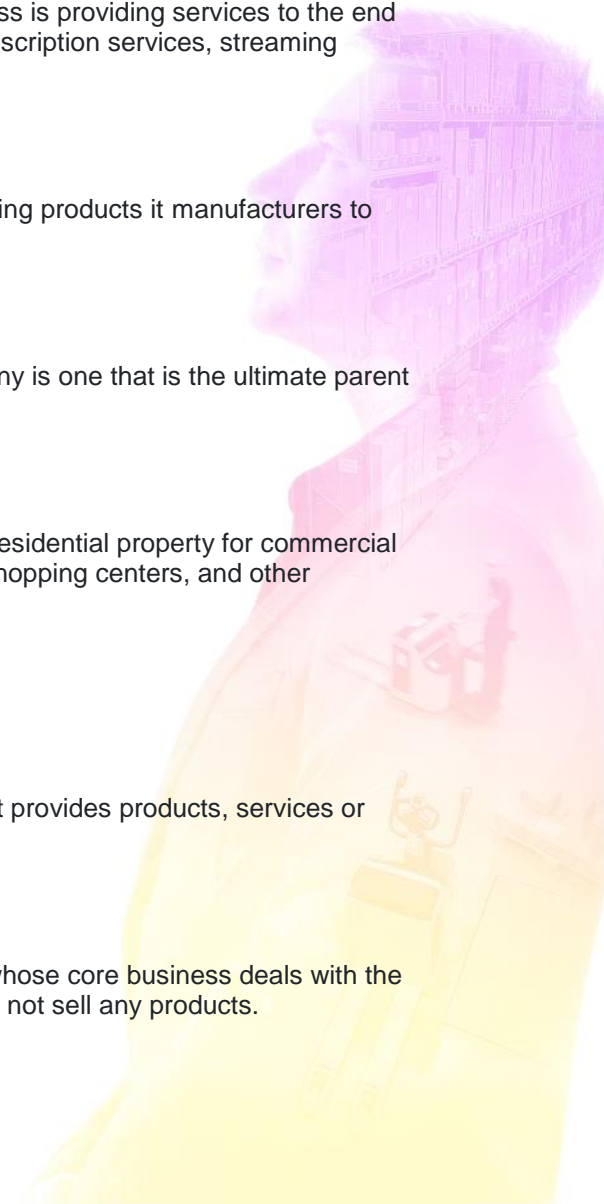 ss is providing services to the end
scription services, streaming
ing products it manufacturers to
ny is one that is the ultimate parent
esidential property for commercial
hopping centers, and other
t provides products, services or
whose core business deals with the
not sell any products.